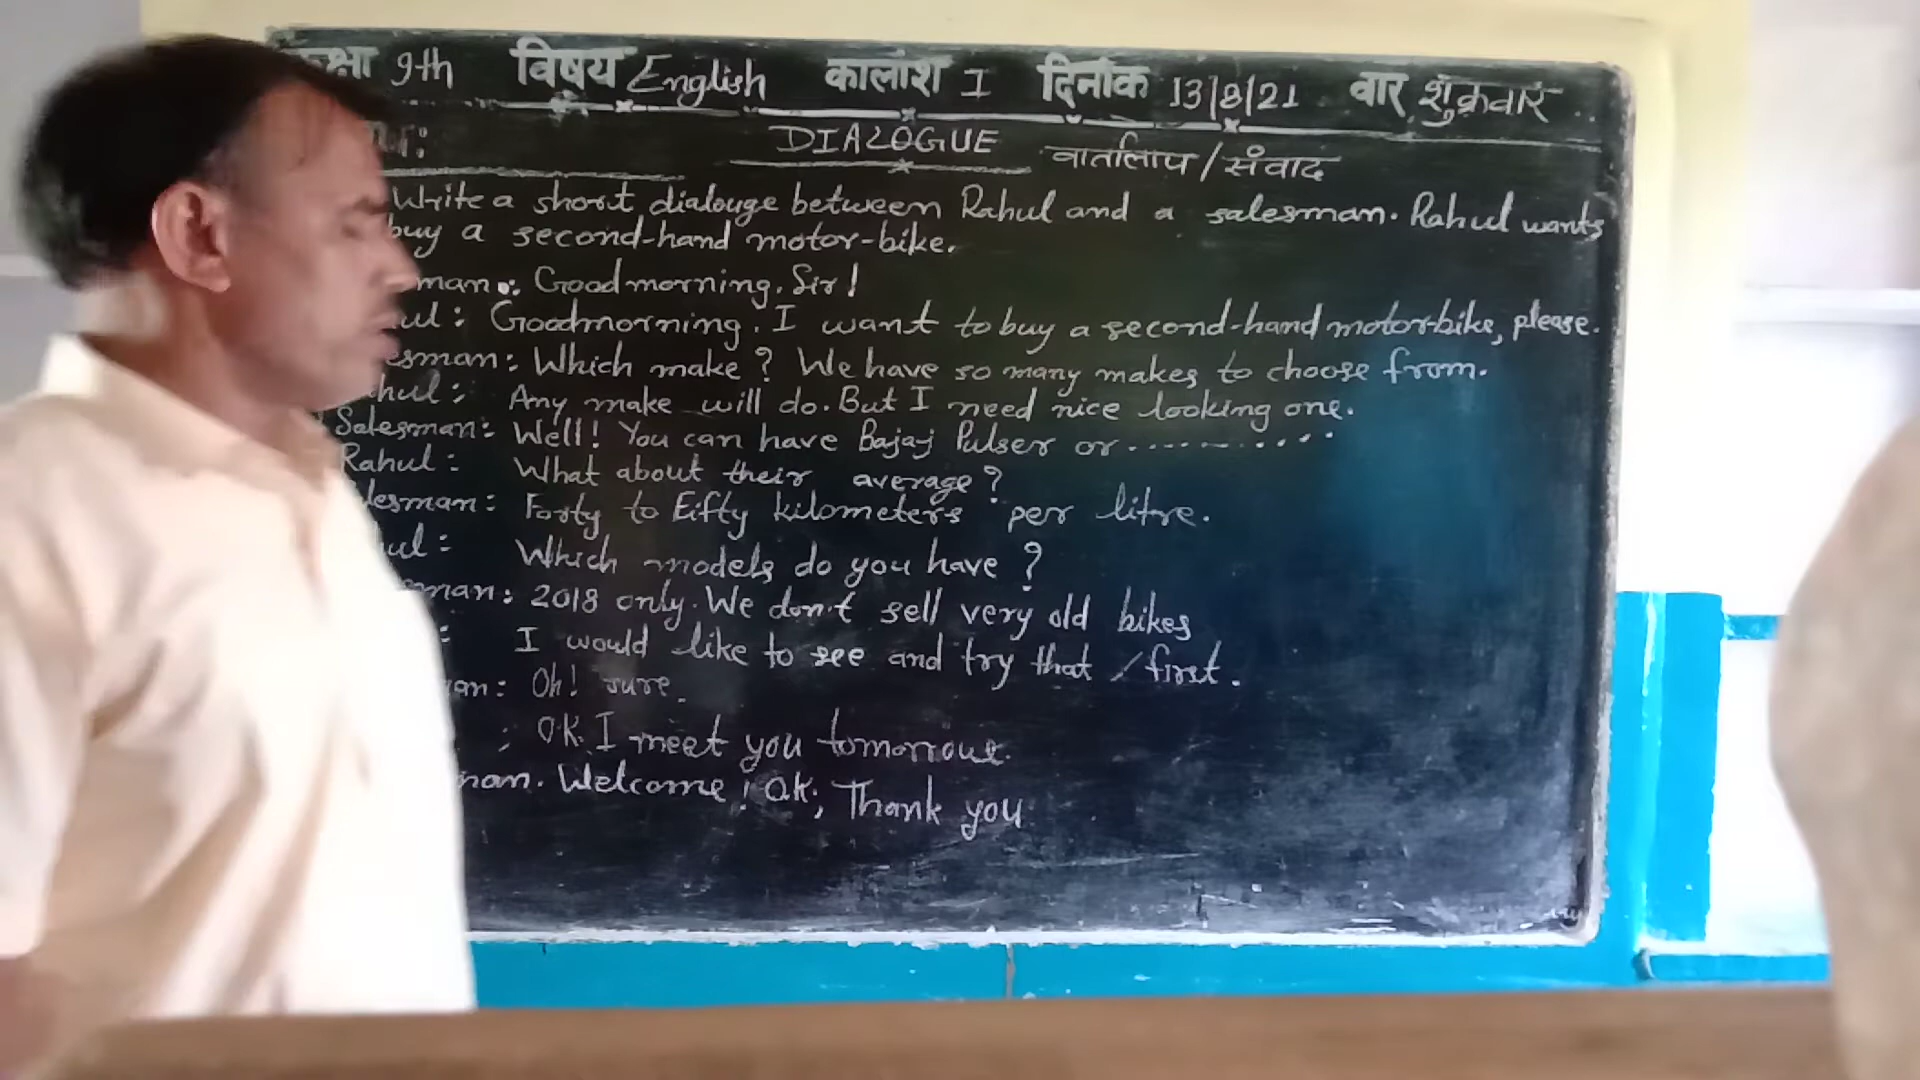 कक्षा 9th विषय English कालांश I दिनांक 13/8/21 वार शुक्रवार
DIALOGUE वार्तालाप/संवाद
Write a short dialouge between Rahul and a salesman. Rahul wants
buy a second-hand motor-bike.
man: Good morning, Sir!
ul: Goodmorning. I want to buy a second-hand motor-bike, please.
esman: Which make? We have so many makes to choose from.
hul: Any make will do. But I need nice looking one.
Salesman: Well! You can have Bajaj Pulser or ..........
Rahul: What about their average?
lesman: Forty to Fifty kilometers per litre.
ul: Which models do you have?
man: 2018 only. We don't sell very old bikes
: I would like to see and try that / first.
man: Oh! sure.
: O.K. I meet you tomorrow.
man. Welcome! OK; Thank you